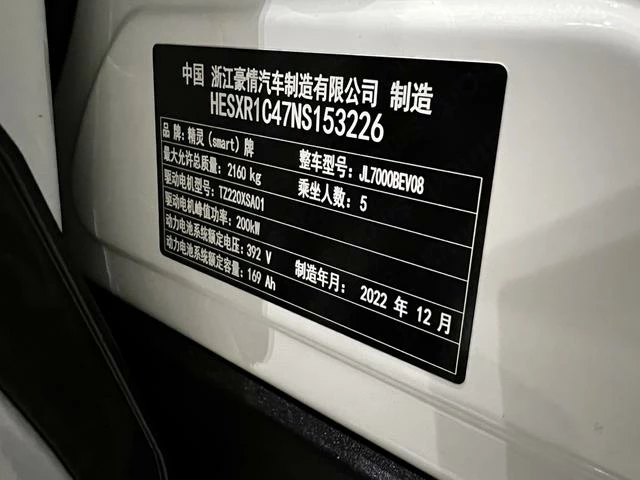 中国 浙江豪情汽车制造有限公司 制造
HESXR1C47NS153226
品 牌: 精灵 (smart) 牌 整车型号: JL7000BEV08
最大允许总质量: 2160 kg 乘坐人数: 5
驱动电机型号: TZ220XSA01
驱动电机峰值功率: 200kW
动力电池系统额定电压: 392 V
动力电池系统额定容量: 169 Ah 制造年月: 2022 年 12 月